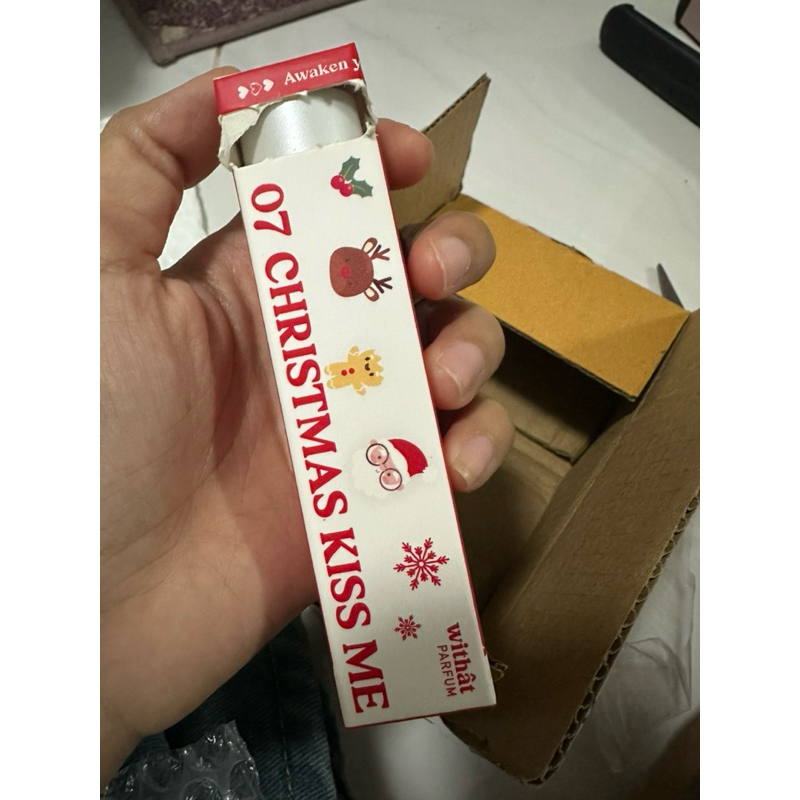 Awaken y
07 CHRISTMAS KISS ME
withât
PARFUM